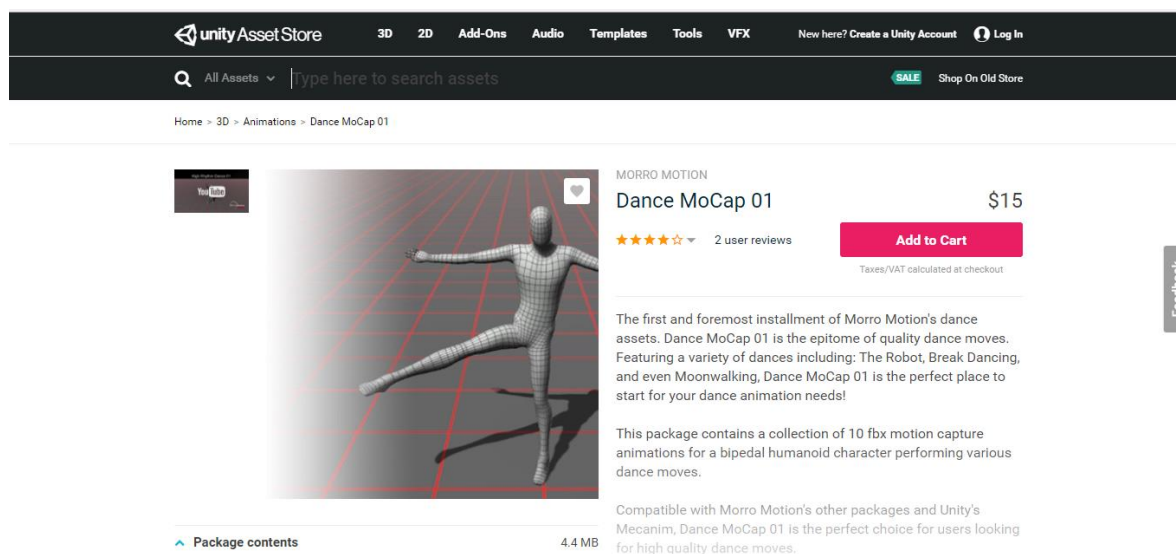 unity Asset Store
3D 2D Add-Ons Audio Templates Tools VFX
New here? Create a Unity Account Log In
All Assets Type here to search assets
SALE Shop On Old Store
Home > 3D > Animations > Dance MoCap 01
You Tube
MORRO MOTION
Dance MoCap 01 $15
2 user reviews
Add to Cart
Taxes/VAT calculated at checkout
The first and foremost installment of Morro Motion's dance
assets. Dance MoCap 01 is the epitome of quality dance moves.
Featuring a variety of dances including: The Robot, Break Dancing,
and even Moonwalking, Dance MoCap 01 is the perfect place to
start for your dance animation needs!
This package contains a collection of 10 fbx motion capture
animations for a bipedal humanoid character performing various
dance moves.
Compatible with Morro Motion's other packages and Unity's
Mecanim, Dance MoCap 01 is the perfect choice for users looking
for high quality dance moves.
Package contents 4.4 MB